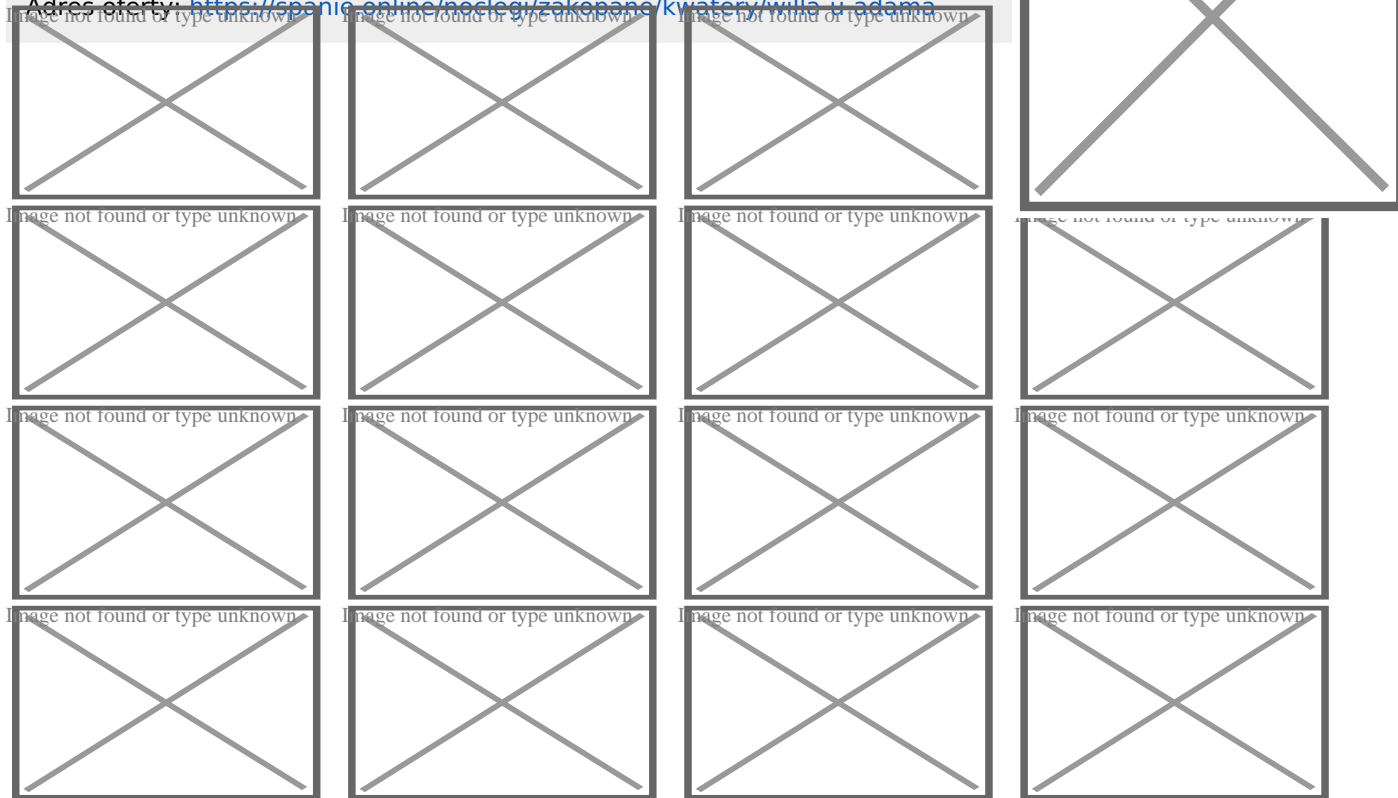 Adres oferty: https://spanie.online/noclegi/zakopane/kwatery/willa-u-adama
Image not found or type unknown Image not found or type unknown Image not found or type unknown
Image not found or type unknown Image not found or type unknown Image not found or type unknown Image not found or type unknown
Image not found or type unknown Image not found or type unknown Image not found or type unknown Image not found or type unknown
Image not found or type unknown Image not found or type unknown Image not found or type unknown Image not found or type unknown